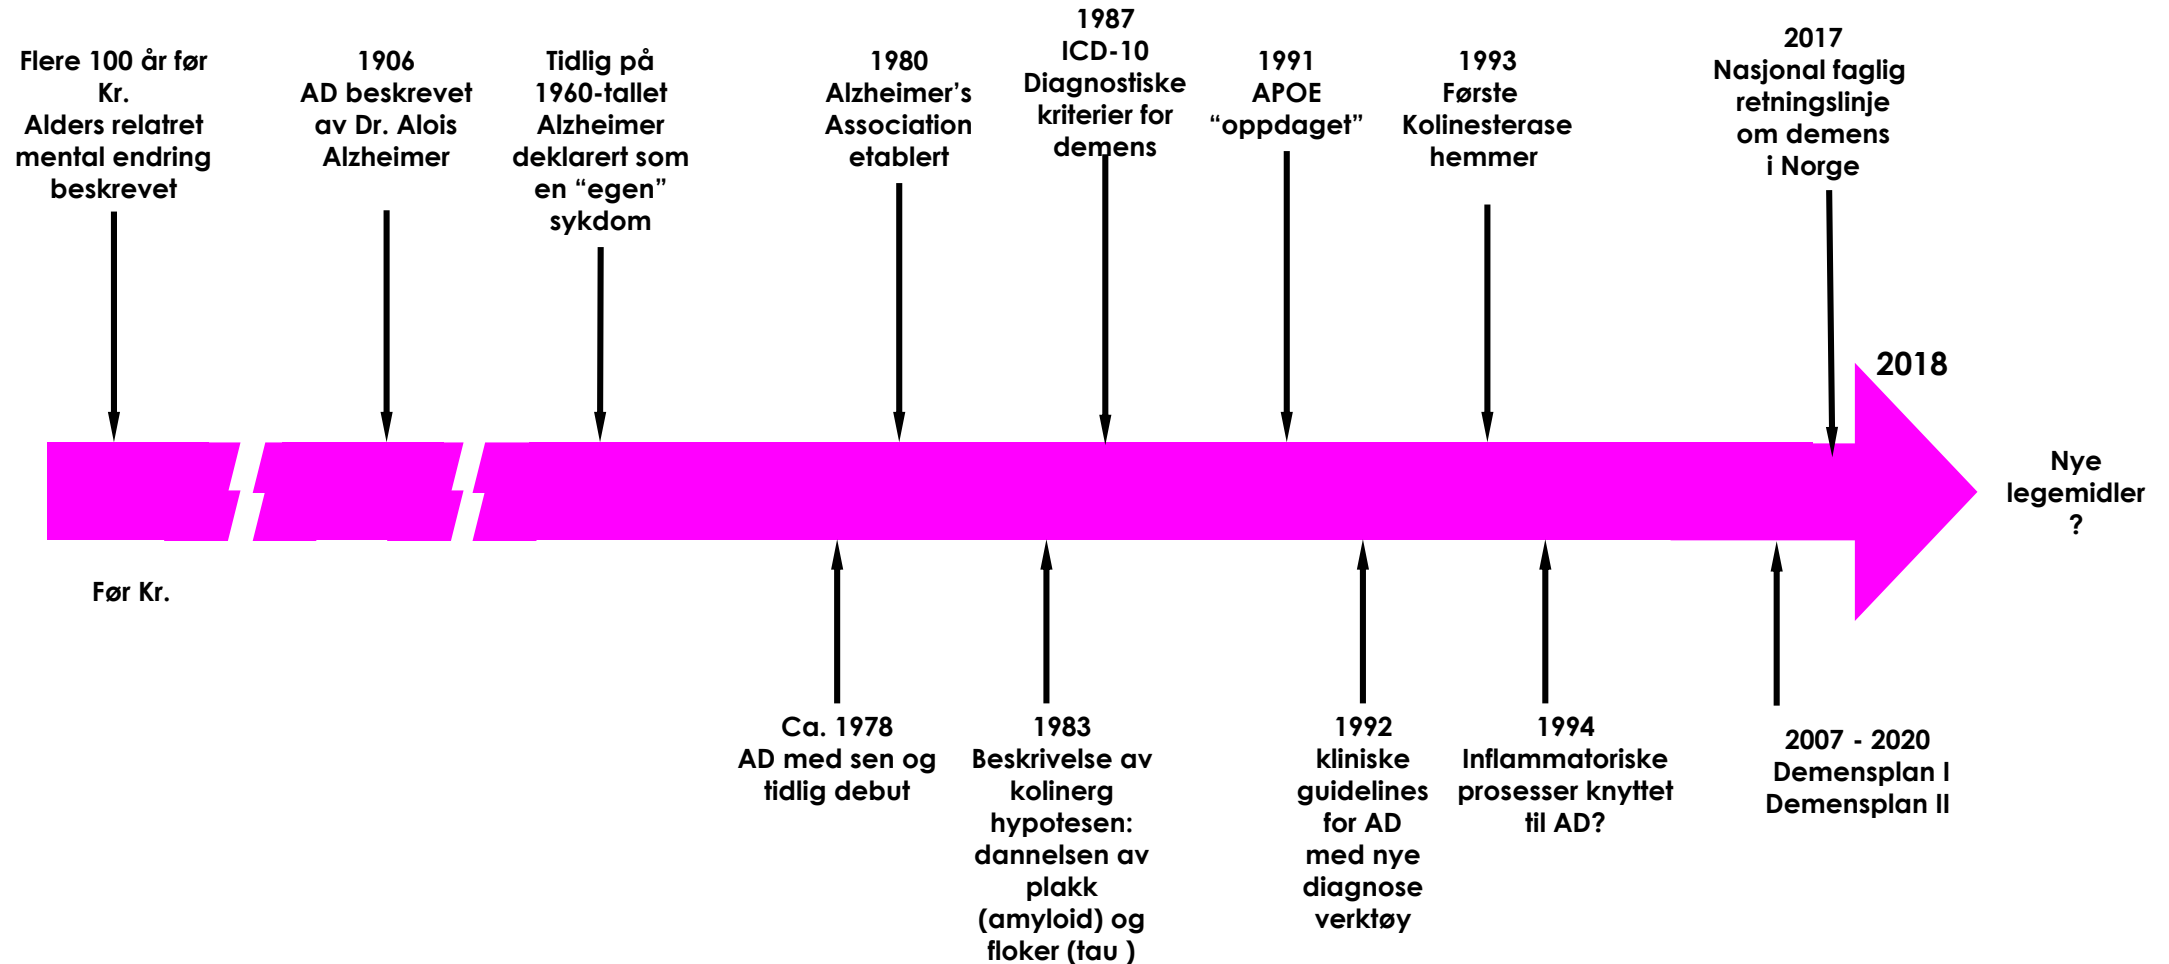 Flere 100 år før
Kr.
Alders relatret
mental endring
beskrevet
1906
AD beskrevet
av Dr. Alois
Alzheimer
Tidlig på
1960-tallet
Alzheimer
deklarert som
en “egen”
sykdom
1980
Alzheimer’s
Association
etablert
1987
ICD-10
Diagnostiske
kriterier for
demens
1991
APOE
“oppdaget”
1993
Første
Kolinesterase
hemmer
2017
Nasjonal faglig
retningslinje
om demens
i Norge
2018
Nye
legemidler
?
Før Kr.
Ca. 1978
AD med sen og
tidlig debut
1983
Beskrivelse av
kolinerg
hypotesen:
dannelsen av
plakk
(amyloid) og
floker (tau )
1992
kliniske
guidelines
for AD
med nye
diagnose
verktøy
1994
Inflammatoriske
prosesser knyttet
til AD?
2007 - 2020
Demensplan I
Demensplan II